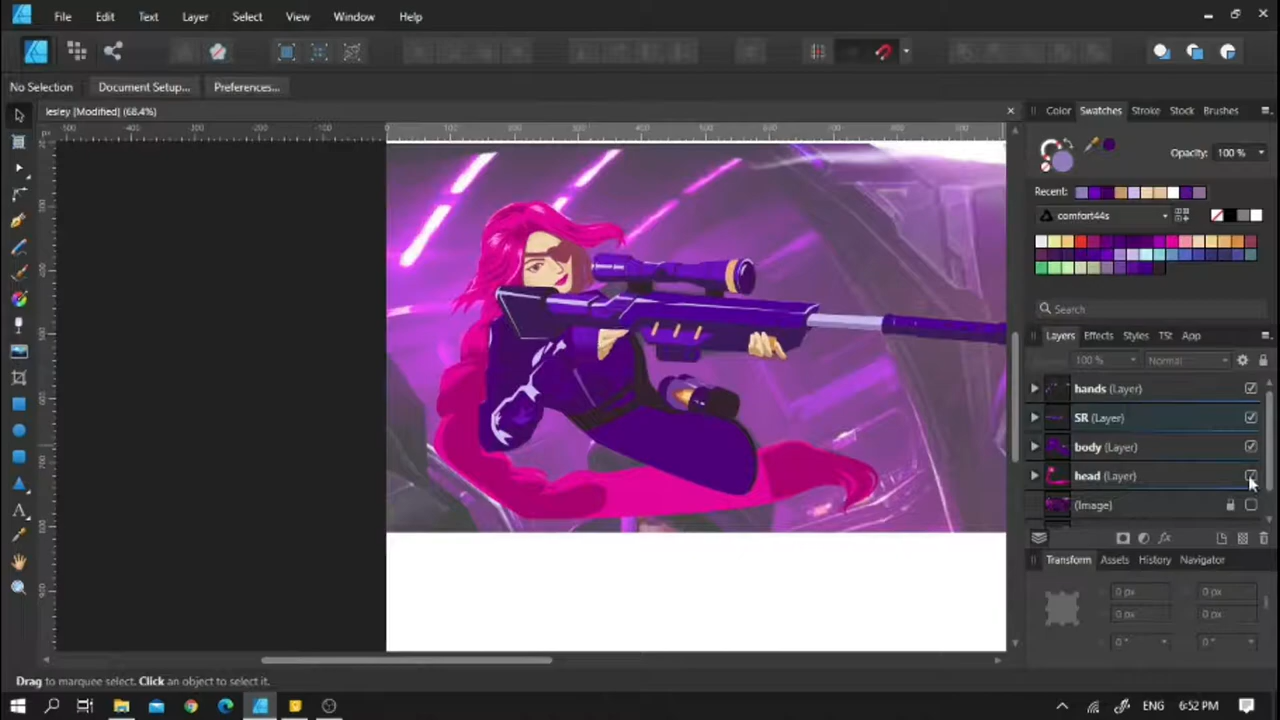 File Edit Text Layer Select View Window Help
No Selection Document Setup... Preferences...
lesley [Modified] (68.4%)
Color Swatches Stroke Stock Brushes
Opacity: 100 %
Recent:
comfort44s
Search
Layers Effects Styles TSt App
100 % Normal
hands (Layer)
SR (Layer)
body (Layer)
head (Layer)
(Image)
Transform Assets History Navigator
0 px 0 px
0 px 0 px
0 ° 0 °
Drag to marquee select. Click an object to select it.
ENG 6:52 PM